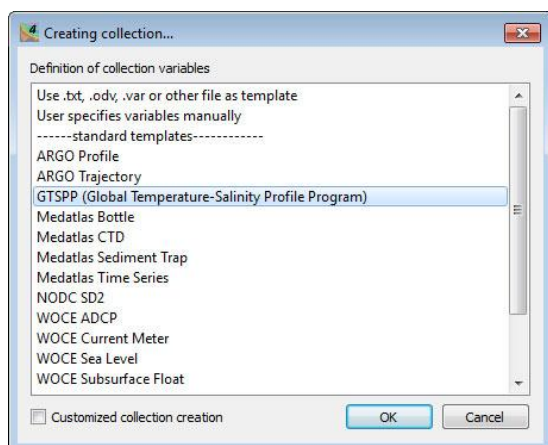 4 Creating collection...
Definition of collection variables
Use .txt, .odv, .var or other file as template
User specifies variables manually
------standard templates------------
ARGO Profile
ARGO Trajectory
GTSPP (Global Temperature-Salinity Profile Program)
Medatlas Bottle
Medatlas CTD
Medatlas Sediment Trap
Medatlas Time Series
NODC SD2
WOCE ADCP
WOCE Current Meter
WOCE Sea Level
WOCE Subsurface Float
Customized collection creation OK Cancel